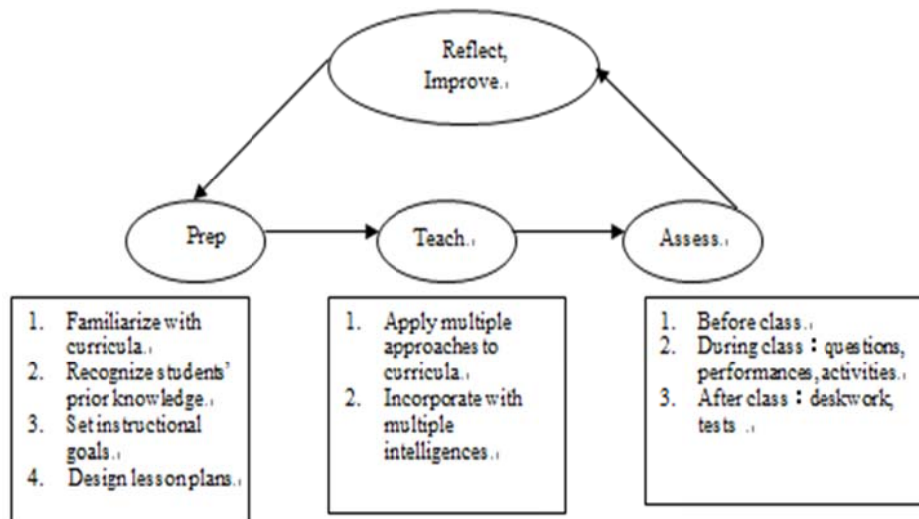 Reflect,
Improve.
Prep
Teach.
Assess.
1. Familiarize with
curricula.
2. Recognize students'
prior knowledge.
3. Set instructional
goals.
4. Design lesson plans.
1. Apply multiple
approaches to
curricula.
2. Incorporate with
multiple
intelligences.
1. Before class.
2. During class：questions,
performances, activities.
3. After class：deskwork,
tests .